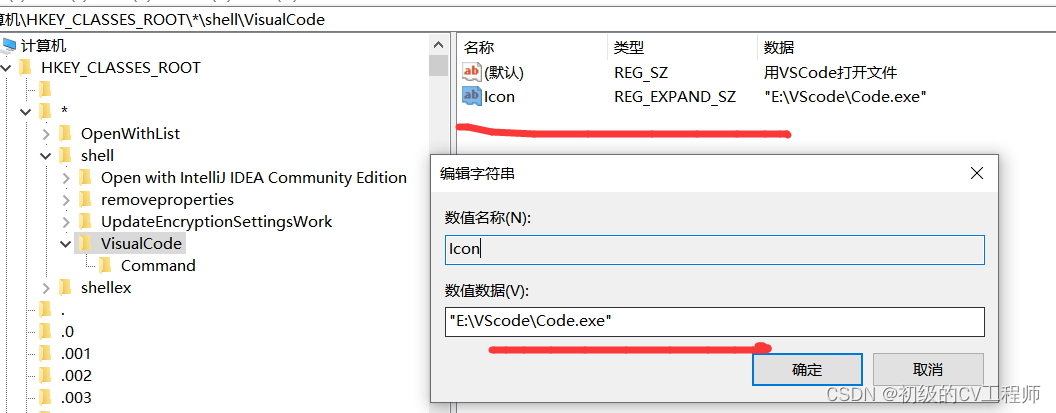 算机\HKEY_CLASSES_ROOT\*\shell\VisualCode
计算机
HKEY_CLASSES_ROOT
*
OpenWithList
shell
Open with IntelliJ IDEA Community Edition
removeproperties
UpdateEncryptionSettingsWork
VisualCode
Command
shellex
.
.0
.001
.002
.003
名称 类型 数据
ab (默认) REG_SZ 用VSCode打开文件
ab Icon REG_EXPAND_SZ "E:\VScode\Code.exe"
编辑字符串
数值名称(N):
Icon
数值数据(V):
"E:\VScode\Code.exe"
确定 取消
CSDN @初级的CV工程师